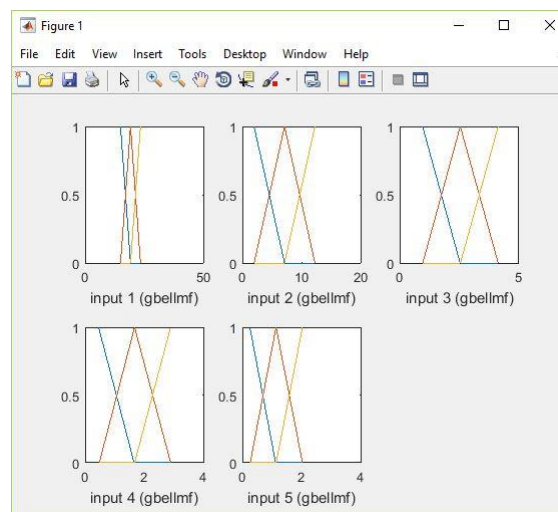 Figure 1
File Edit View Insert Tools Desktop Window Help
1 1 1
0.5 0.5 0.5
0 0 0
0 50 0 10 20 0 5
input 1 (gbellmf) input 2 (gbellmf) input 3 (gbellmf)
1 1
0.5 0.5
0 0
0 2 4 0 2 4
input 4 (gbellmf) input 5 (gbellmf)